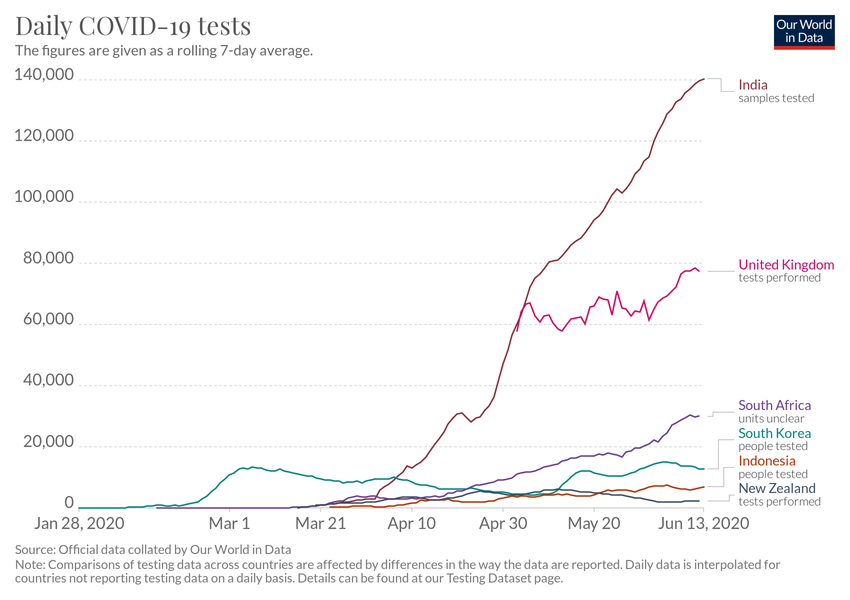 Daily COVID-19 tests
The figures are given as a rolling 7-day average.
Our World
in Data
140,000
120,000
100,000
80,000
60,000
40,000
20,000
0
Jan 28, 2020
Mar 1
Mar 21
Apr 10
Apr 30
May 20
Jun 13, 2020
India
samples tested
United Kingdom
tests performed
South Africa
units unclear
South Korea
people tested
Indonesia
people tested
New Zealand
tests performed
Source: Official data collated by Our World in Data
Note: Comparisons of testing data across countries are affected by differences in the way the data are reported. Daily data is interpolated for
countries not reporting testing data on a daily basis. Details can be found at our Testing Dataset page.